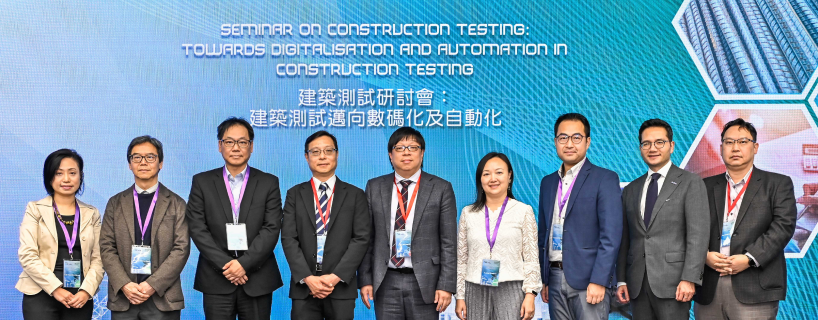 SEMINAR ON CONSTRUCTION TESTING:
TOWARDS DIGITALISATION AND AUTOMATION IN
CONSTRUCTION TESTING
建築測試研討會：
建築測試邁向數碼化及自動化